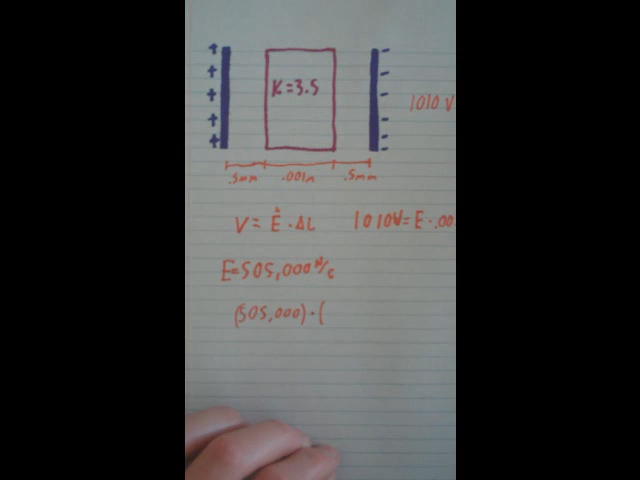 + -
+ -
+ K=3.5 -
1010 V
+ -
+ -
.5mm .001m .5mm
V= E · ΔL 1010V= E · .00
E=505,000 N/C
(505,000) · (